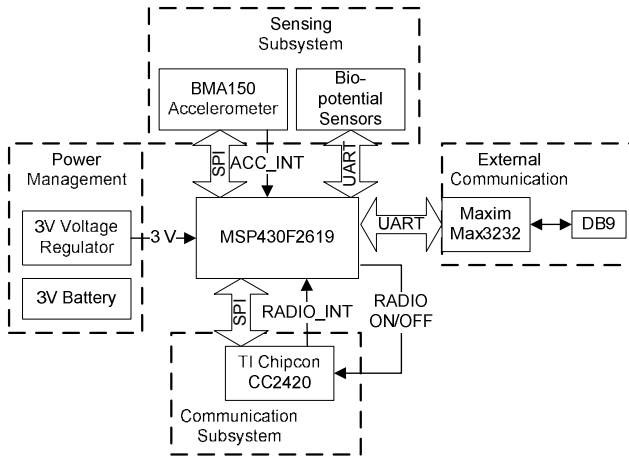 Sensing
Subsystem
BMA150
Accelerometer
Bio-
potential
Sensors
SPI
ACC_INT
UART
Power
Management
3V Voltage
Regulator
3 V
3V Battery
MSP430F2619
UART
External
Communication
Maxim
Max3232
DB9
SPI
RADIO_INT
RADIO
ON/OFF
TI Chipcon
CC2420
Communication
Subsystem